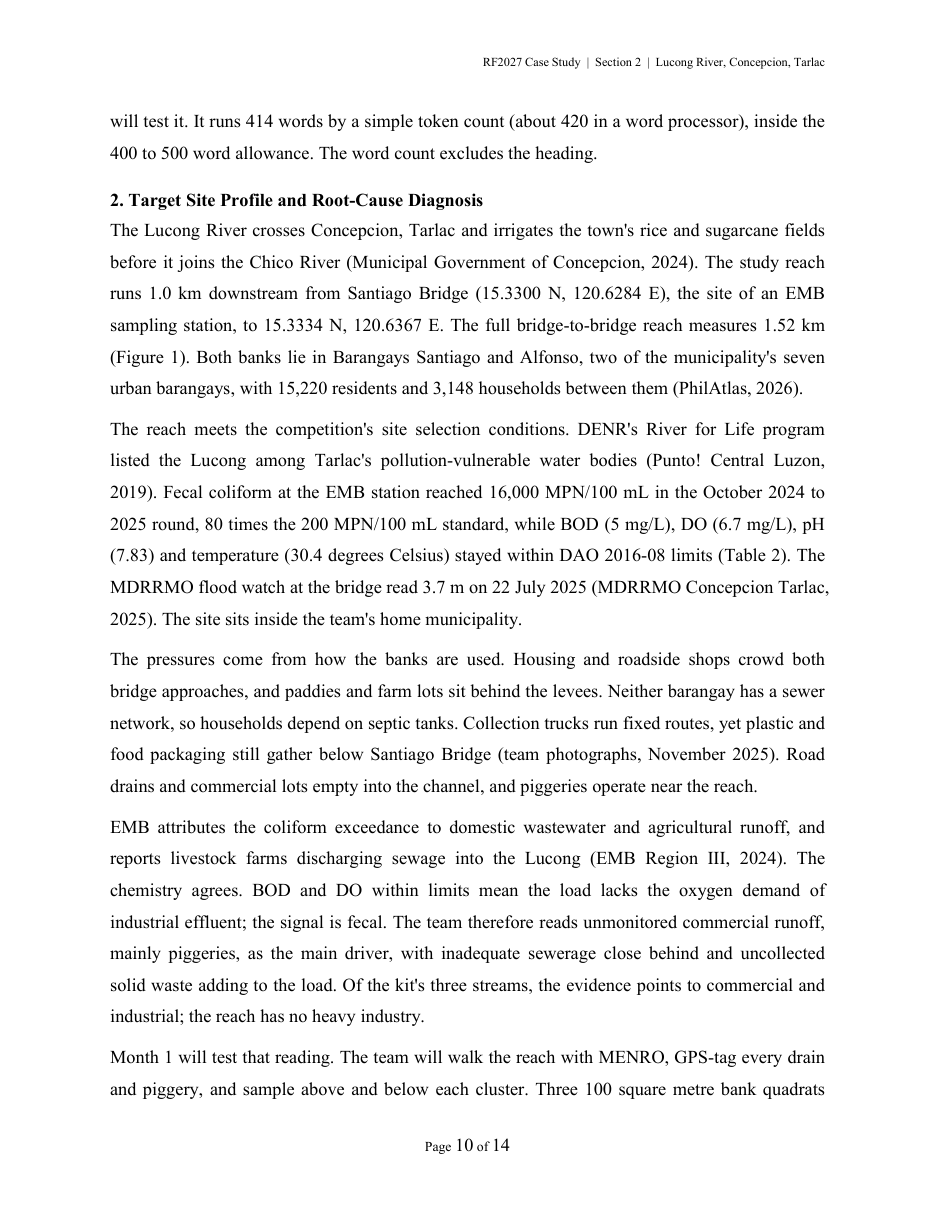 RF2027 Case Study | Section 2 | Lucong River, Concepcion, Tarlac
will test it. It runs 414 words by a simple token count (about 420 in a word processor), inside the
400 to 500 word allowance. The word count excludes the heading.
2. Target Site Profile and Root-Cause Diagnosis
The Lucong River crosses Concepcion, Tarlac and irrigates the town's rice and sugarcane fields
before it joins the Chico River (Municipal Government of Concepcion, 2024). The study reach
runs 1.0 km downstream from Santiago Bridge (15.3300 N, 120.6284 E), the site of an EMB
sampling station, to 15.3334 N, 120.6367 E. The full bridge-to-bridge reach measures 1.52 km
(Figure 1). Both banks lie in Barangays Santiago and Alfonso, two of the municipality's seven
urban barangays, with 15,220 residents and 3,148 households between them (PhilAtlas, 2026).
The reach meets the competition's site selection conditions. DENR's River for Life program
listed the Lucong among Tarlac's pollution-vulnerable water bodies (Punto! Central Luzon,
2019). Fecal coliform at the EMB station reached 16,000 MPN/100 mL in the October 2024 to
2025 round, 80 times the 200 MPN/100 mL standard, while BOD (5 mg/L), DO (6.7 mg/L), pH
(7.83) and temperature (30.4 degrees Celsius) stayed within DAO 2016-08 limits (Table 2). The
MDRRMO flood watch at the bridge read 3.7 m on 22 July 2025 (MDRRMO Concepcion Tarlac,
2025). The site sits inside the team's home municipality.
The pressures come from how the banks are used. Housing and roadside shops crowd both
bridge approaches, and paddies and farm lots sit behind the levees. Neither barangay has a sewer
network, so households depend on septic tanks. Collection trucks run fixed routes, yet plastic and
food packaging still gather below Santiago Bridge (team photographs, November 2025). Road
drains and commercial lots empty into the channel, and piggeries operate near the reach.
EMB attributes the coliform exceedance to domestic wastewater and agricultural runoff, and
reports livestock farms discharging sewage into the Lucong (EMB Region III, 2024). The
chemistry agrees. BOD and DO within limits mean the load lacks the oxygen demand of
industrial effluent; the signal is fecal. The team therefore reads unmonitored commercial runoff,
mainly piggeries, as the main driver, with inadequate sewerage close behind and uncollected
solid waste adding to the load. Of the kit's three streams, the evidence points to commercial and
industrial; the reach has no heavy industry.
Month 1 will test that reading. The team will walk the reach with MENRO, GPS-tag every drain
and piggery, and sample above and below each cluster. Three 100 square metre bank quadrats
Page 10 of 14